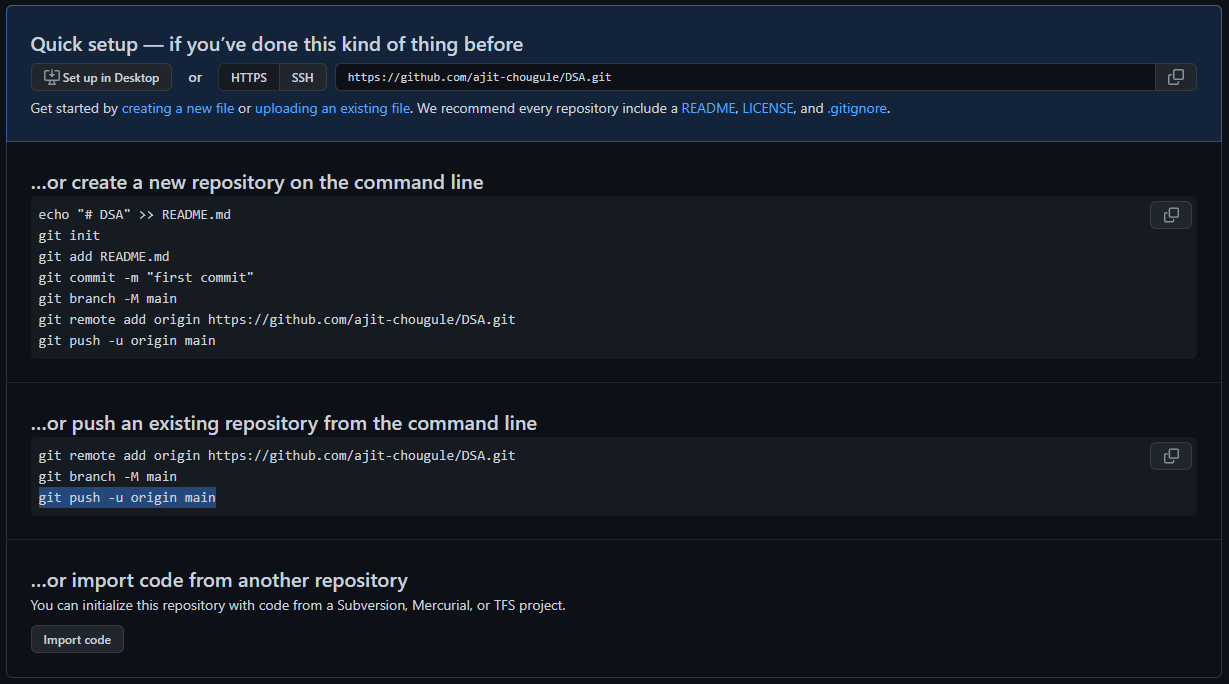 Quick setup — if you’ve done this kind of thing before
Set up in Desktop or HTTPS SSH https://github.com/ajit-chougule/DSA.git
Get started by creating a new file or uploading an existing file. We recommend every repository include a README, LICENSE, and .gitignore.
…or create a new repository on the command line
echo "# DSA" >> README.md
git init
git add README.md
git commit -m "first commit"
git branch -M main
git remote add origin https://github.com/ajit-chougule/DSA.git
git push -u origin main
…or push an existing repository from the command line
git remote add origin https://github.com/ajit-chougule/DSA.git
git branch -M main
git push -u origin main
…or import code from another repository
You can initialize this repository with code from a Subversion, Mercurial, or TFS project.
Import code